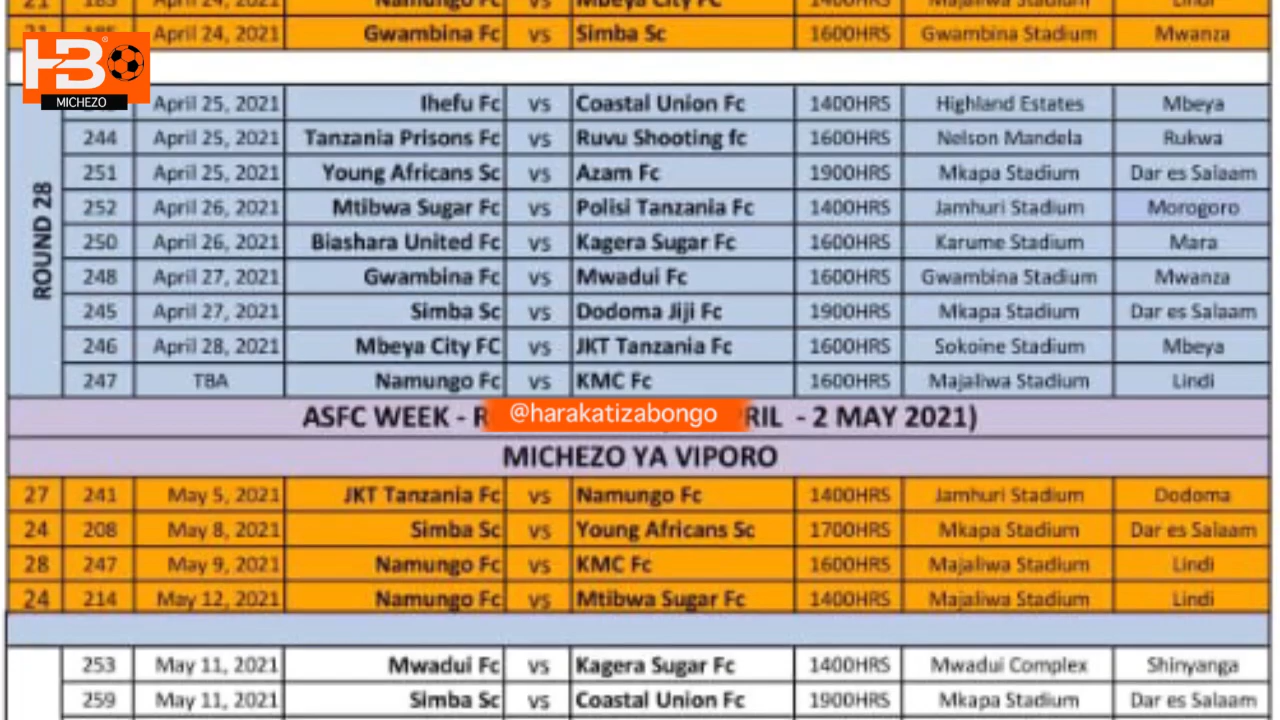 21 183 April 24, 2021 Namungo Fc vs Mbeya City FC 1400HRS Majaliwa Stadium Lindi
April 24, 2021 Gwambina Fc vs Simba Sc 1600HRS Gwambina Stadium Mwanza
HB
MICHEZO
ROUND 28
April 25, 2021 Ihefu Fc vs Coastal Union Fc 1400HRS Highland Estates Mbeya
244 April 25, 2021 Tanzania Prisons Fc vs Ruvu Shooting fc 1600HRS Nelson Mandela Rukwa
251 April 25, 2021 Young Africans Sc vs Azam Fc 1900HRS Mkapa Stadium Dar es Salaam
252 April 26, 2021 Mtibwa Sugar Fc vs Polisi Tanzania Fc 1400HRS Jamhuri Stadium Morogoro
250 April 26, 2021 Biashara United Fc vs Kagera Sugar Fc 1600HRS Karume Stadium Mara
248 April 27, 2021 Gwambina Fc vs Mwadui Fc 1600HRS Gwambina Stadium Mwanza
245 April 27, 2021 Simba Sc vs Dodoma Jiji Fc 1900HRS Mkapa Stadium Dar es Salaam
246 April 28, 2021 Mbeya City FC vs JKT Tanzania Fc 1600HRS Sokoine Stadium Mbeya
247 TBA Namungo Fc vs KMC Fc 1600HRS Majaliwa Stadium Lindi
ASFC WEEK - R @harakatizabongo RIL - 2 MAY 2021)
MICHEZO YA VIPORO
27 241 May 5, 2021 JKT Tanzania Fc vs Namungo Fc 1400HRS Jamhuri Stadium Dodoma
24 208 May 8, 2021 Simba Sc vs Young Africans Sc 1700HRS Mkapa Stadium Dar es Salaam
28 247 May 9, 2021 Namungo Fc vs KMC Fc 1600HRS Majaliwa Stadium Lindi
24 214 May 12, 2021 Namungo Fc vs Mtibwa Sugar Fc 1400HRS Majaliwa Stadium Lindi
253 May 11, 2021 Mwadui Fc vs Kagera Sugar Fc 1400HRS Mwadui Complex Shinyanga
259 May 11, 2021 Simba Sc vs Coastal Union Fc 1900HRS Mkapa Stadium Dar es Salaam